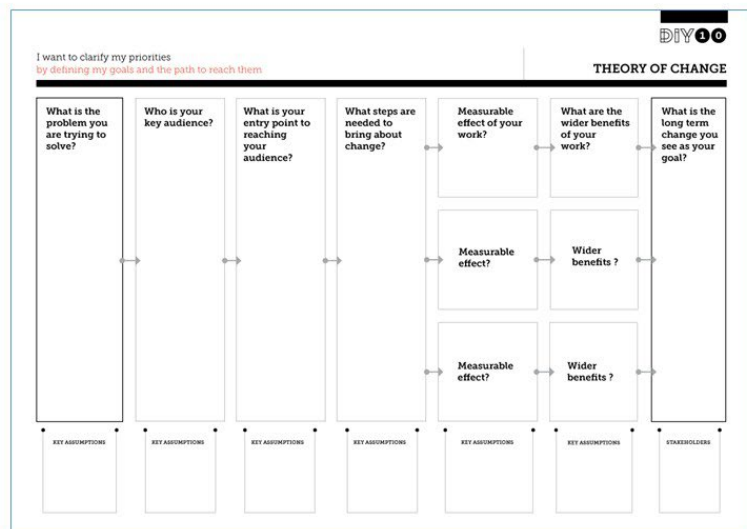 DIY10
I want to clarify my priorities
by defining my goals and the path to reach them
THEORY OF CHANGE
What is the
problem you
are trying to
solve?
Who is your
key audience?
What is your
entry point to
reaching
your
audience?
What steps are
needed to
bring about
change?
Measurable
effect of your
work?
What are the
wider benefits
of your
work?
What is the
long term
change you
see as your
goal?
Measurable
effect?
Wider
benefits ?
Measurable
effect?
Wider
benefits ?
KEY ASSUMPTIONS
KEY ASSUMPTIONS
KEY ASSUMPTIONS
KEY ASSUMPTIONS
KEY ASSUMPTIONS
KEY ASSUMPTIONS
STAKEHOLDERS